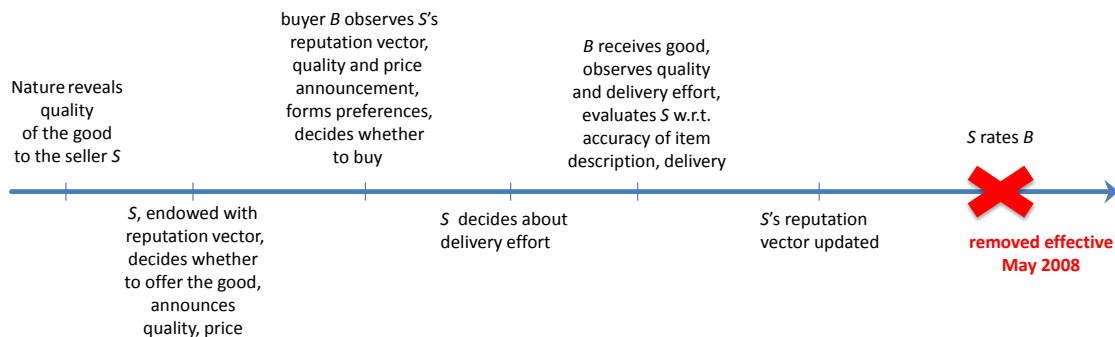 Nature reveals
quality
of the good
to the seller S
S, endowed with
reputation vector,
decides whether
to offer the good,
announces
quality, price
buyer B observes S's
reputation vector,
quality and price
announcement,
forms preferences,
decides whether
to buy
S decides about
delivery effort
B receives good,
observes quality
and delivery effort,
evaluates S w.r.t.
accuracy of item
description, delivery
S's reputation
vector updated
S rates B
removed effective
May 2008